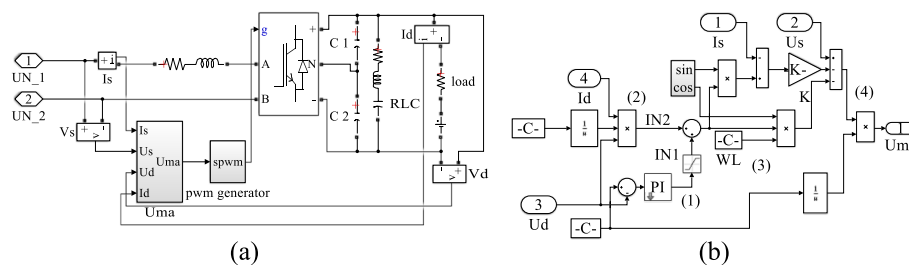 1
UN_1
2
UN_2
Vs
+ -
v
+ i
Is
g
A
B
+
N
-
C 1
C 2
RLC
Id
i
+
-
load
+ -
v
Vd
Is
Us
Ud
Id
Uma
Uma
spwm
pwm generator
(a)
1
Is
2
Us
sin
cos
×
K-
K
4
Id
-C-
(2)
×
IN2
IN1
-C-
WL
(3)
×
(4)
×
1
Um
3
Ud
PI
(1)
-C-
(b)